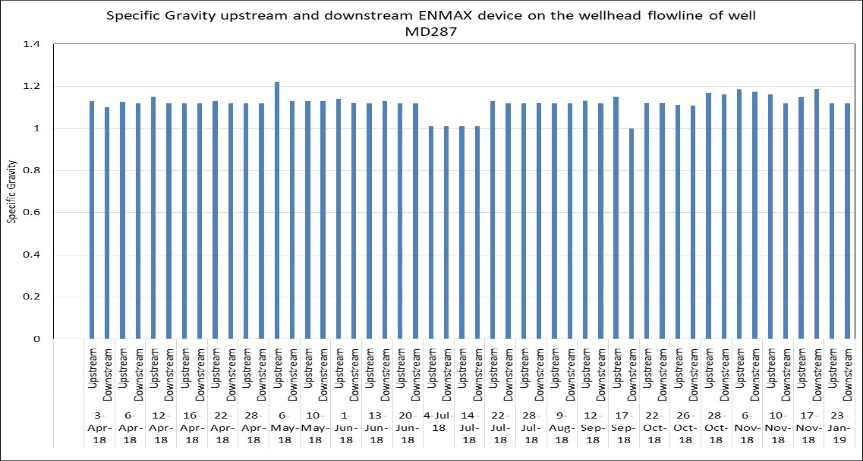 Specific Gravity upstream and downstream ENMAX device on the wellhead flowline of well
MD287
1.4
1.2
1
0.8
0.6
0.4
0.2
0
Specific Gravity
Upstream Downstream Upstream Downstream Upstream Downstream Upstream Downstream Upstream Downstream Upstream Downstream Upstream Downstream Upstream Downstream Upstream Downstream Upstream Downstream Upstream Downstream Upstream Downstream Upstream Downstream Upstream Downstream Upstream Downstream Upstream Downstream Upstream Downstream Upstream Downstream Upstream Downstream Upstream Downstream Upstream Downstream Upstream Downstream Upstream Downstream Upstream Downstream Upstream Downstream
3- 6- 12- 16- 22- 28- 6- 10- 1- 13- 20- 4-Jul- 14- 22- 28- 9- 12- 17- 22- 26- 28- 6- 10- 17- 23-
Apr- Apr- Apr- Apr- Apr- Apr- May- May- Jun- Jun- Jun- 18 Jul- Jul- Jul- Aug- Sep- Sep- Oct- Oct- Oct- Nov- Nov- Nov- Jan-
18 18 18 18 18 18 18 18 18 18 18 18 18 18 18 18 18 18 18 18 18 18 18 19